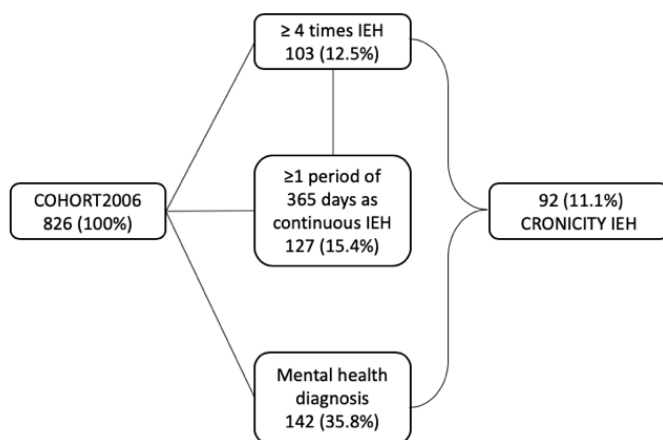 ≥ 4 times IEH
103 (12.5%)
COHORT2006
826 (100%)
≥1 period of
365 days as
continuous IEH
127 (15.4%)
92 (11.1%)
CRONICITY IEH
Mental health
diagnosis
142 (35.8%)